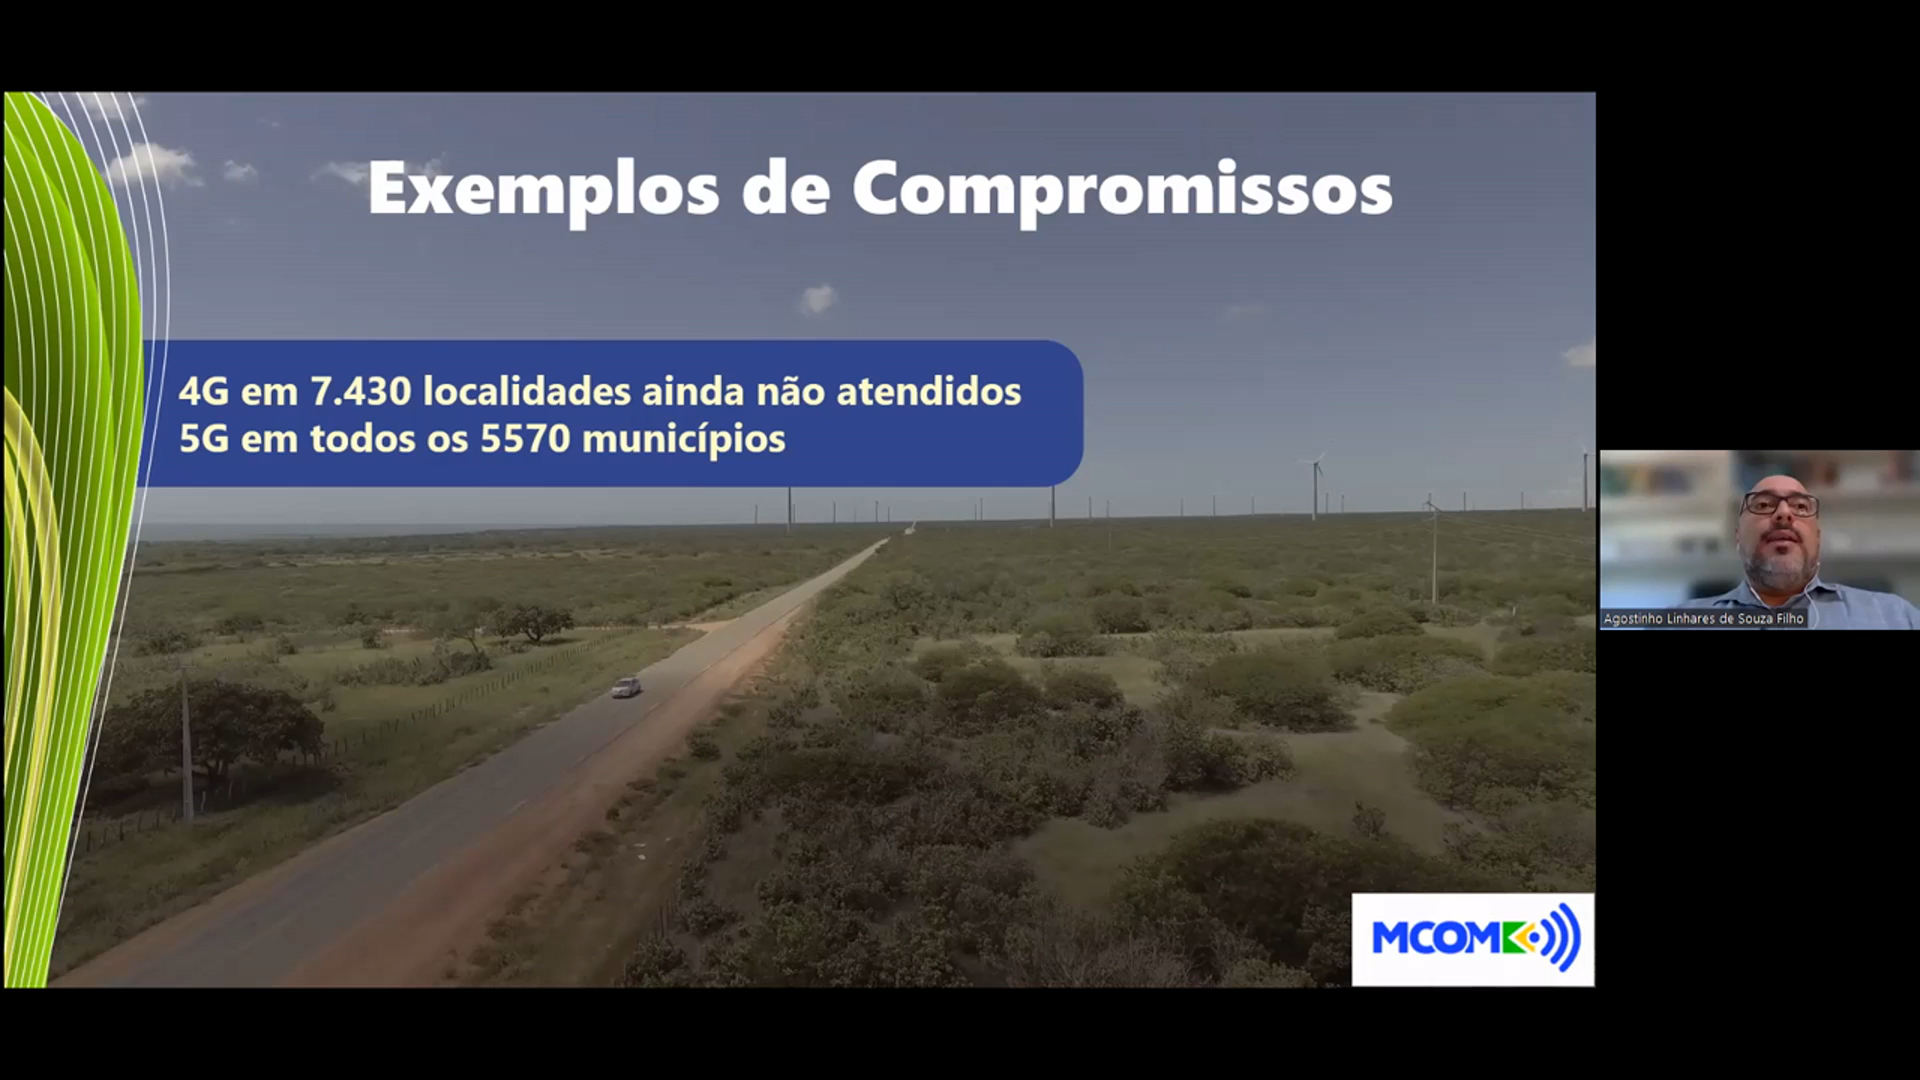 Exemplos de Compromissos
4G em 7.430 localidades ainda não atendidos
5G em todos os 5570 municípios
Agostinho Linhares de Souza Filho
MCOM